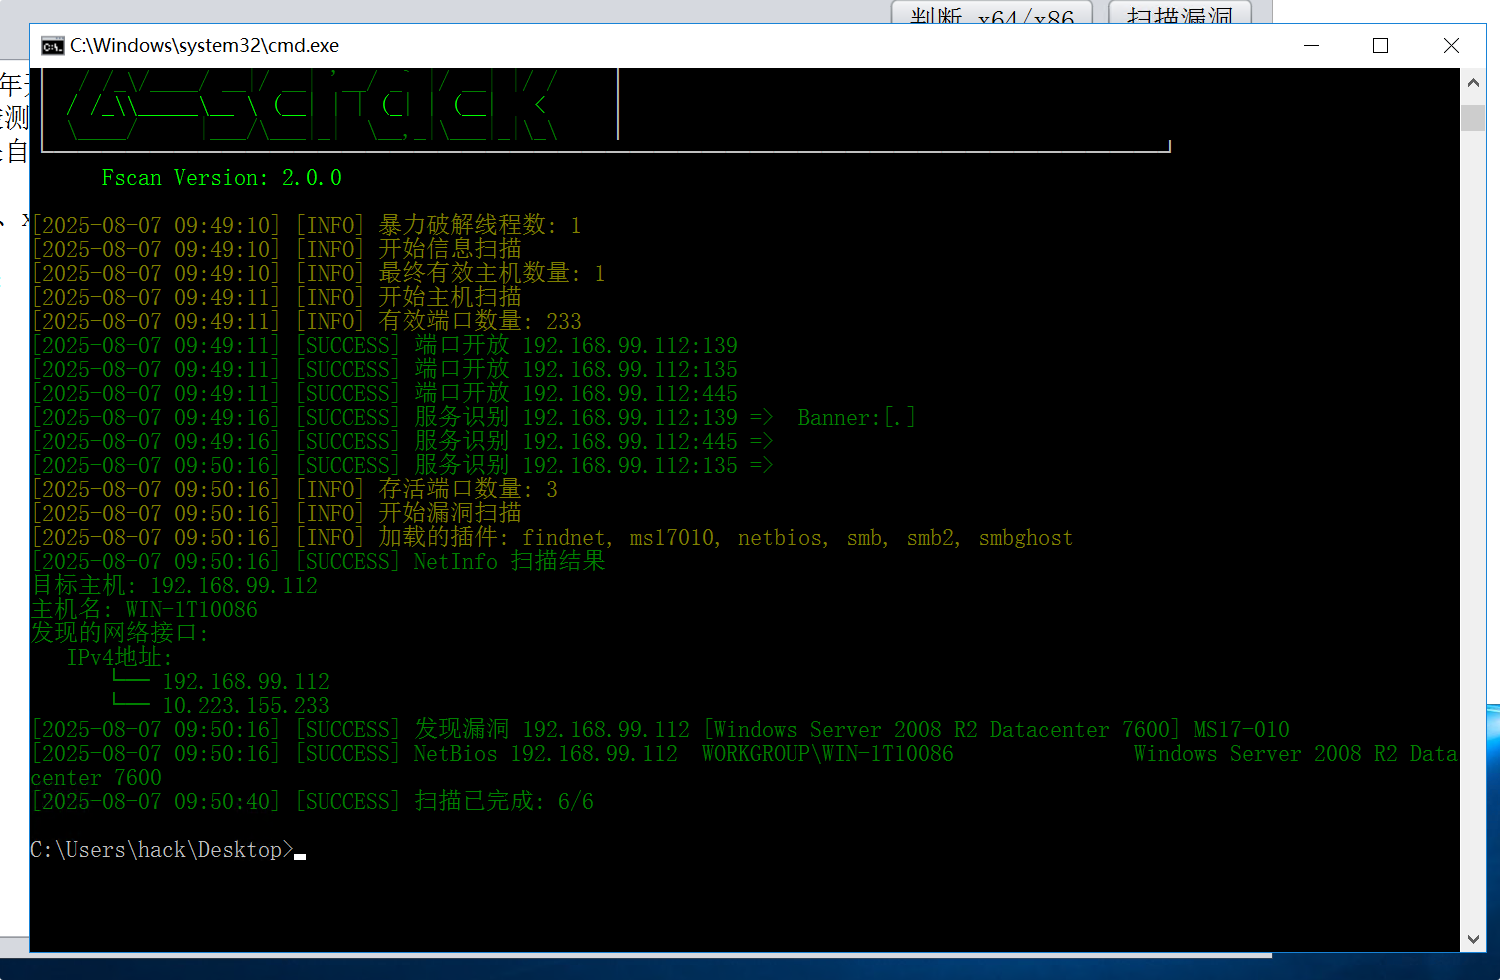 判断 x64/x86 扫描漏洞
C:\Windows\system32\cmd.exe
Fscan Version: 2.0.0
[2025-08-07 09:49:10] [INFO] 暴力破解线程数: 1
[2025-08-07 09:49:10] [INFO] 开始信息扫描
[2025-08-07 09:49:10] [INFO] 最终有效主机数量: 1
[2025-08-07 09:49:11] [INFO] 开始主机扫描
[2025-08-07 09:49:11] [INFO] 有效端口数量: 233
[2025-08-07 09:49:11] [SUCCESS] 端口开放 192.168.99.112:139
[2025-08-07 09:49:11] [SUCCESS] 端口开放 192.168.99.112:135
[2025-08-07 09:49:11] [SUCCESS] 端口开放 192.168.99.112:445
[2025-08-07 09:49:16] [SUCCESS] 服务识别 192.168.99.112:139 =>  Banner:[.]
[2025-08-07 09:49:16] [SUCCESS] 服务识别 192.168.99.112:445 =>
[2025-08-07 09:50:16] [SUCCESS] 服务识别 192.168.99.112:135 =>
[2025-08-07 09:50:16] [INFO] 存活端口数量: 3
[2025-08-07 09:50:16] [INFO] 开始漏洞扫描
[2025-08-07 09:50:16] [INFO] 加载的插件: findnet, ms17010, netbios, smb, smb2, smbghost
[2025-08-07 09:50:16] [SUCCESS] NetInfo 扫描结果
目标主机: 192.168.99.112
主机名: WIN-1T10086
发现的网络接口:
IPv4地址:
└── 192.168.99.112
└── 10.223.155.233
[2025-08-07 09:50:16] [SUCCESS] 发现漏洞 192.168.99.112 [Windows Server 2008 R2 Datacenter 7600] MS17-010
[2025-08-07 09:50:16] [SUCCESS] NetBios 192.168.99.112  WORKGROUP\WIN-1T10086               Windows Server 2008 R2 Data
center 7600
[2025-08-07 09:50:40] [SUCCESS] 扫描已完成: 6/6
C:\Users\hack\Desktop>